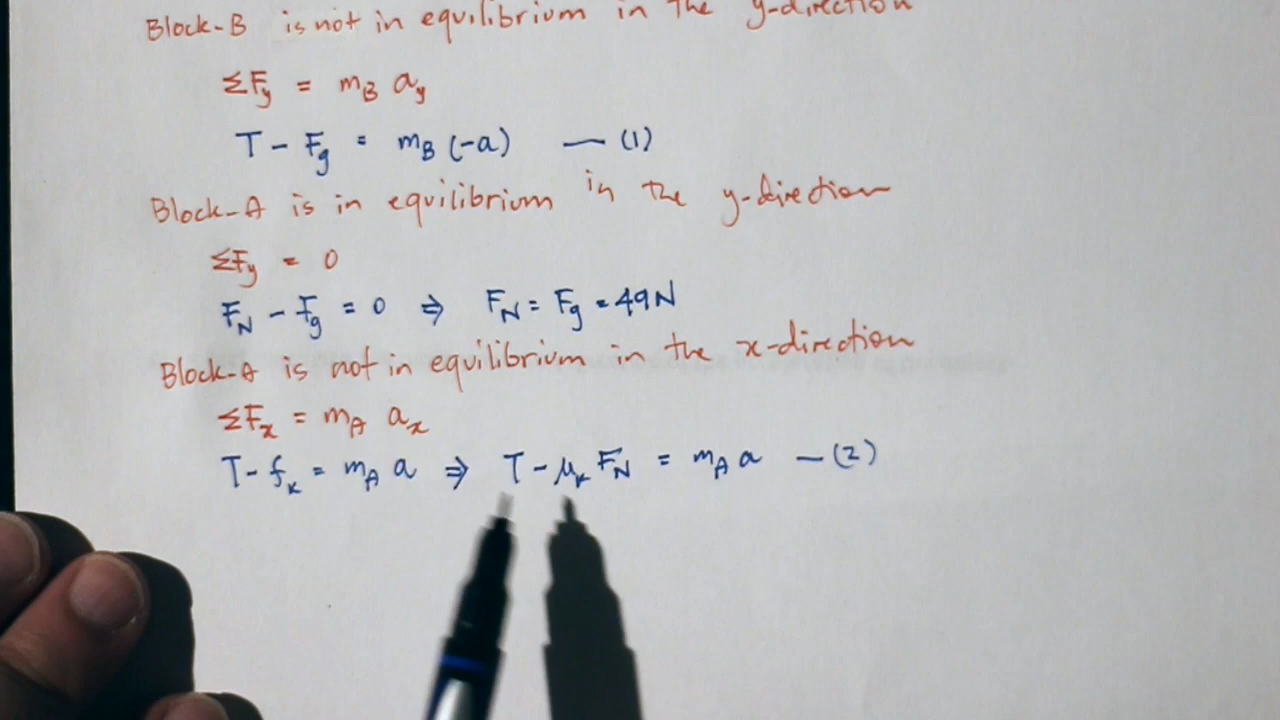 Block-B is not in equilibrium in the y-direction
ΣFy = mB ay
T - Fg = mB (-a) — (1)
Block-A is in equilibrium in the y-direction
ΣFy = 0
FN - Fg = 0 ⇒ FN = Fg = 49N
Block-A is not in equilibrium in the x-direction
ΣFx = mA ax
T - fk = mA a ⇒ T - μk FN = mA a — (2)